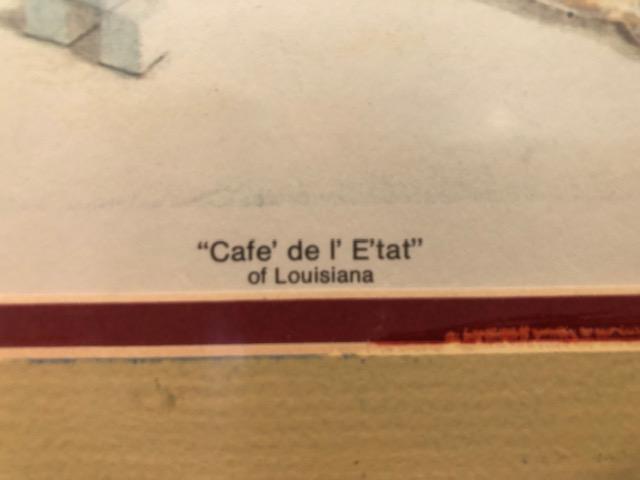 “Cafe’ de l’ E’tat”
of Louisiana